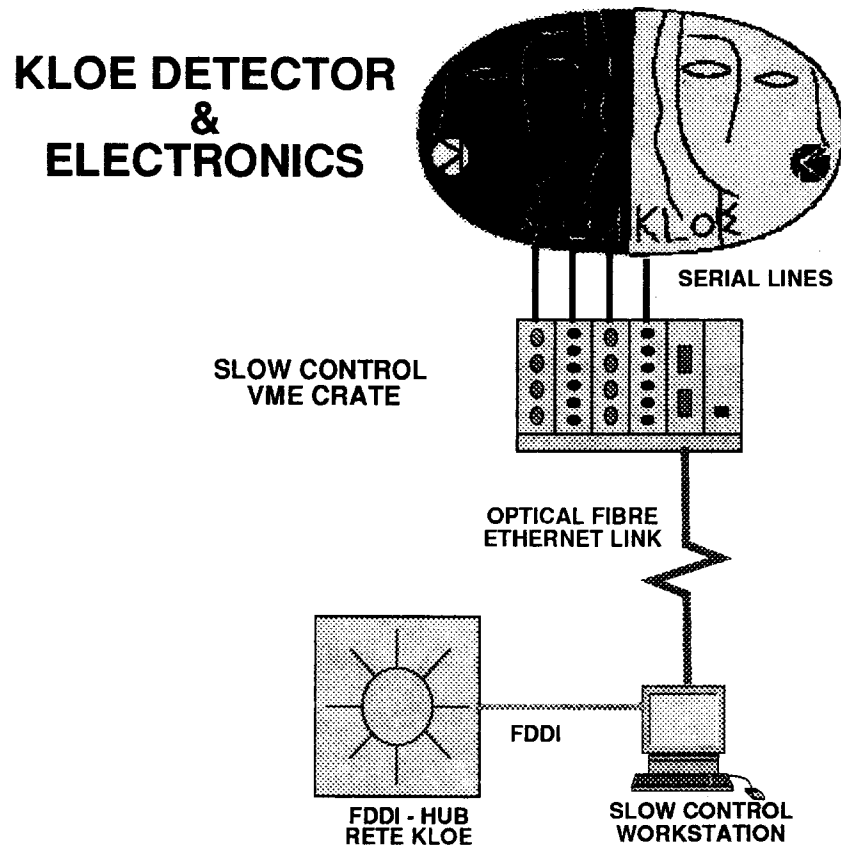 KLOE DETECTOR
&
ELECTRONICS
KLOE
SERIAL LINES
SLOW CONTROL
VME CRATE
OPTICAL FIBRE
ETHERNET LINK
FDDI
FDDI - HUB
RETE KLOE
SLOW CONTROL
WORKSTATION